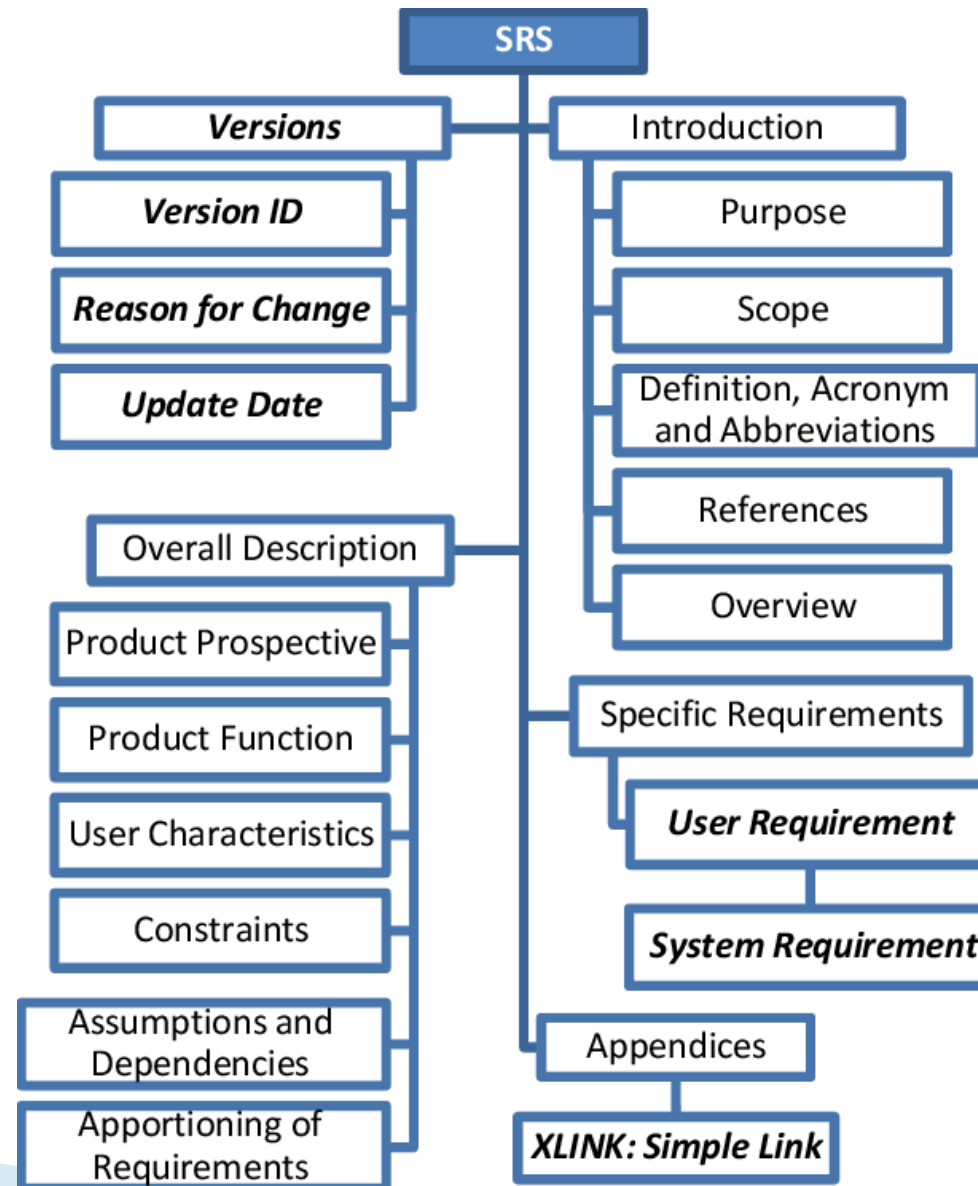 SRS
Versions
Version ID
Reason for Change
Update Date
Introduction
Purpose
Scope
Definition, Acronym
and Abbreviations
References
Overview
Overall Description
Product Prospective
Product Function
User Characteristics
Constraints
Assumptions and
Dependencies
Apportioning of
Requirements
Specific Requirements
User Requirement
System Requirement
Appendices
XLINK: Simple Link